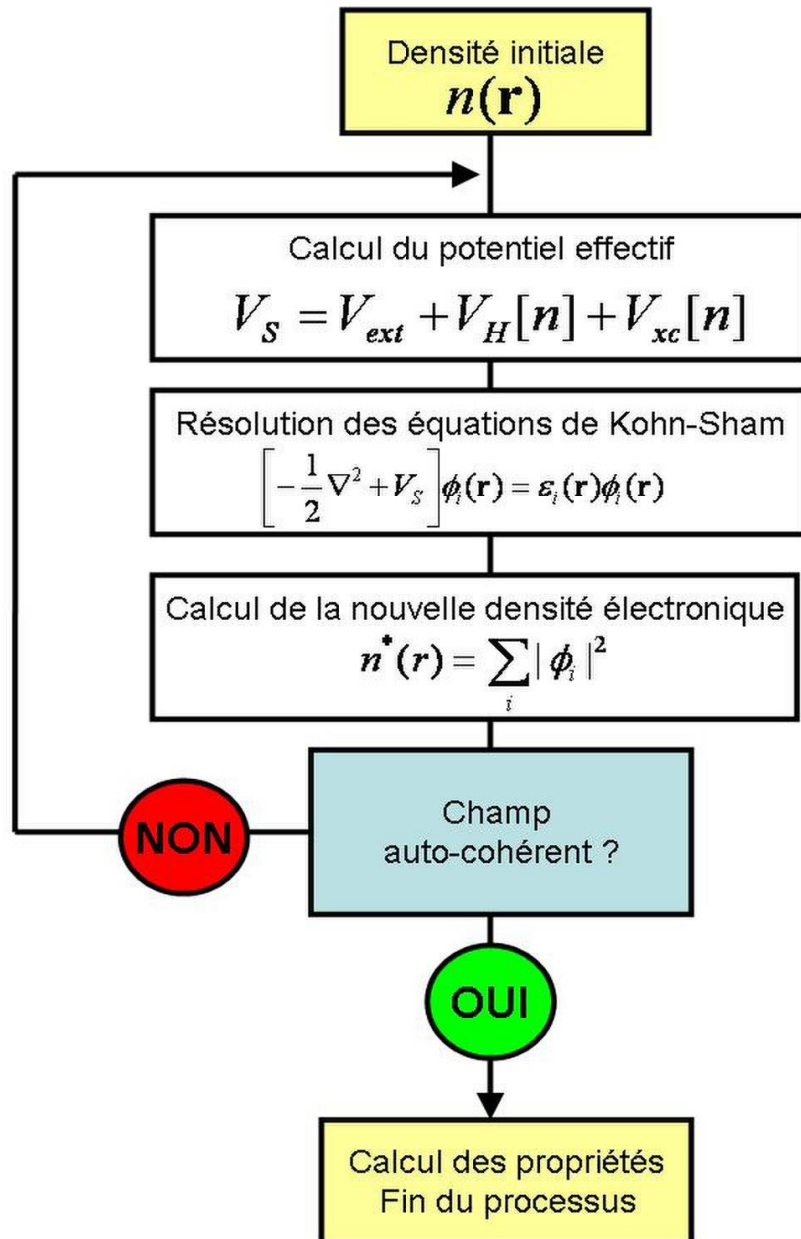 Densité initiale
n(r)
Calcul du potentiel effectif
V_S = V_ext + V_H[n] + V_xc[n]
Résolution des équations de Kohn-Sham
[-1/2 ∇² + V_S] ϕ_i(r) = ε_i(r)ϕ_i(r)
Calcul de la nouvelle densité électronique
n*(r) = ∑_i | ϕ_i |²
Champ
auto-cohérent ?
NON
OUI
Calcul des propriétés
Fin du processus